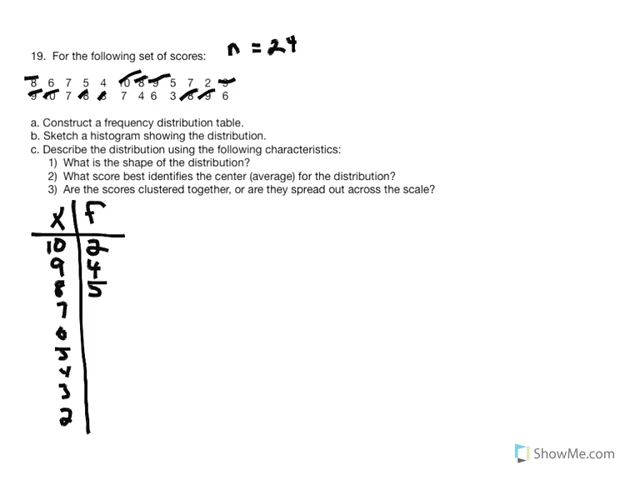 19. For the following set of scores: n = 24
8 6 7 5 4 10 8 9 5 7 2 9
9 10 7 8 8 7 4 6 3 8 9 6
a. Construct a frequency distribution table.
b. Sketch a histogram showing the distribution.
c. Describe the distribution using the following characteristics:
1) What is the shape of the distribution?
2) What score best identifies the center (average) for the distribution?
3) Are the scores clustered together, or are they spread out across the scale?
X F
10 2
9 4
8 5
7
6
5
4
3
2
ShowMe.com